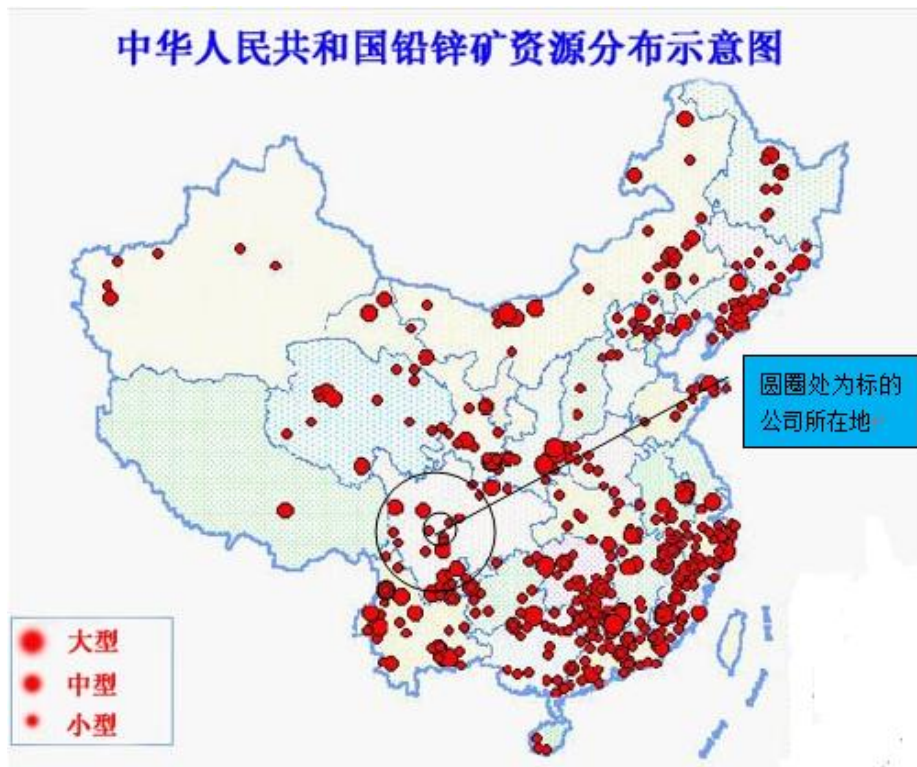 中华人民共和国铅锌矿资源分布示意图
圆圈处为标的
公司所在地
大型
中型
小型